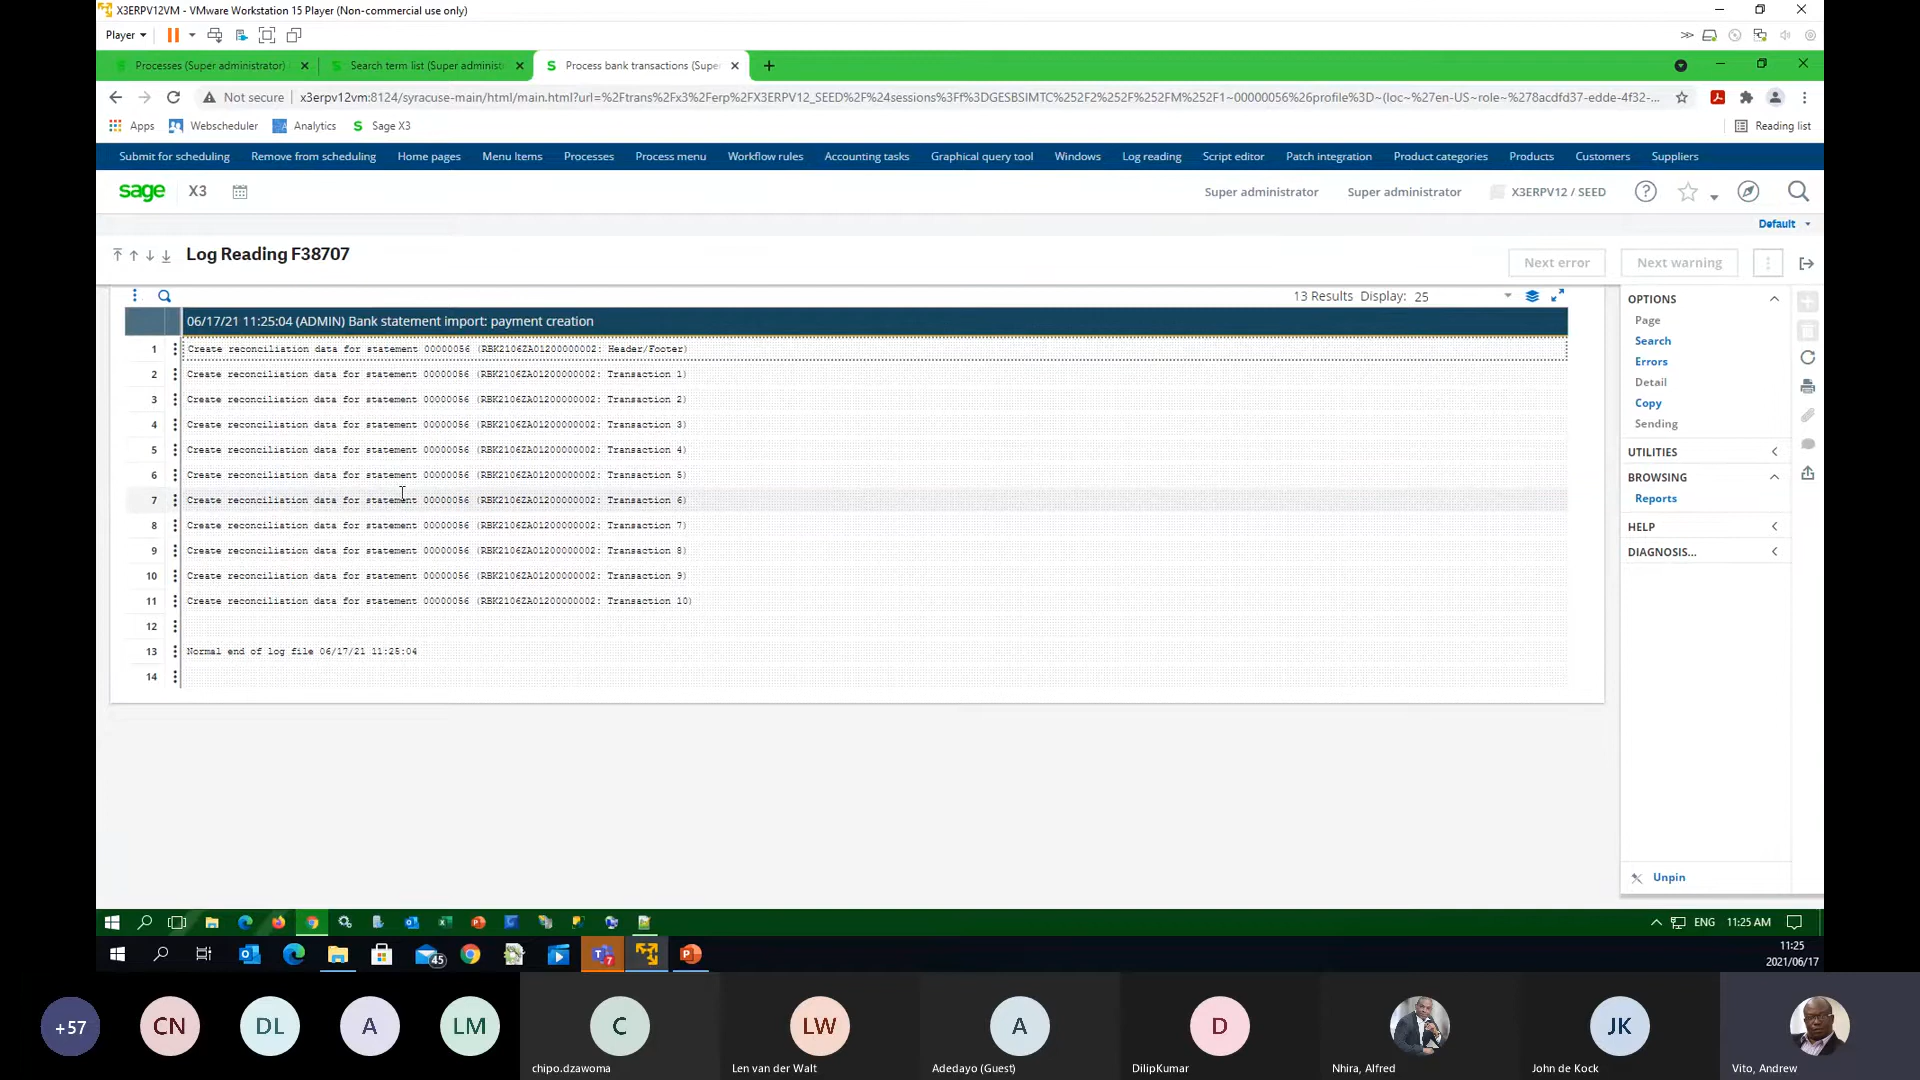 X3ERPV12VM - VMware Workstation 15 Player (Non-commercial use only)
Player
Processes (Super administrator)
Search term list (Super administ
Process bank transactions (Supe
Not secure
x3erpv12vm:8124/syracuse-main/html/main.html?url=%2Ftrans%2Fx3%2Ferp%2FX3ERPV12_SEED%2F%24sessions%3Ff%3DGESBSIMTC%252F2%252F%252FM%252F1~00000056%26profile%3D~(loc~%27en-US~role~%278acdfd37-edde-4f32-...
Apps
Webscheduler
Analytics
Sage X3
Reading list
Submit for scheduling
Remove from scheduling
Home pages
Menu Items
Processes
Process menu
Workflow rules
Accounting tasks
Graphical query tool
Windows
Log reading
Script editor
Patch integration
Product categories
Products
Customers
Suppliers
sage
X3
Super administrator
Super administrator
X3ERPV12 / SEED
Default
Log Reading F38707
Next error
Next warning
13 Results Display: 25
06/17/21 11:25:04 (ADMIN) Bank statement import: payment creation
1 Create reconciliation data for statement 00000056 (RBK2106ZA01200000002: Header/Footer)
2 Create reconciliation data for statement 00000056 (RBK2106ZA01200000002: Transaction 1)
3 Create reconciliation data for statement 00000056 (RBK2106ZA01200000002: Transaction 2)
4 Create reconciliation data for statement 00000056 (RBK2106ZA01200000002: Transaction 3)
5 Create reconciliation data for statement 00000056 (RBK2106ZA01200000002: Transaction 4)
6 Create reconciliation data for statement 00000056 (RBK2106ZA01200000002: Transaction 5)
7 Create reconciliation data for statement 00000056 (RBK2106ZA01200000002: Transaction 6)
8 Create reconciliation data for statement 00000056 (RBK2106ZA01200000002: Transaction 7)
9 Create reconciliation data for statement 00000056 (RBK2106ZA01200000002: Transaction 8)
10 Create reconciliation data for statement 00000056 (RBK2106ZA01200000002: Transaction 9)
11 Create reconciliation data for statement 00000056 (RBK2106ZA01200000002: Transaction 10)
12
13 Normal end of log file 06/17/21 11:25:04
14
OPTIONS
Page
Search
Errors
Detail
Copy
Sending
UTILITIES
BROWSING
Reports
HELP
DIAGNOSIS...
Unpin
ENG 11:25 AM
45
7
11:25
2021/06/17
+57
CN
DL
A
LM
C
LW
A
D
JK
chipo.dzawoma
Len van der Walt
Adedayo (Guest)
DilipKumar
Nhira, Alfred
John de Kock
Vito, Andrew